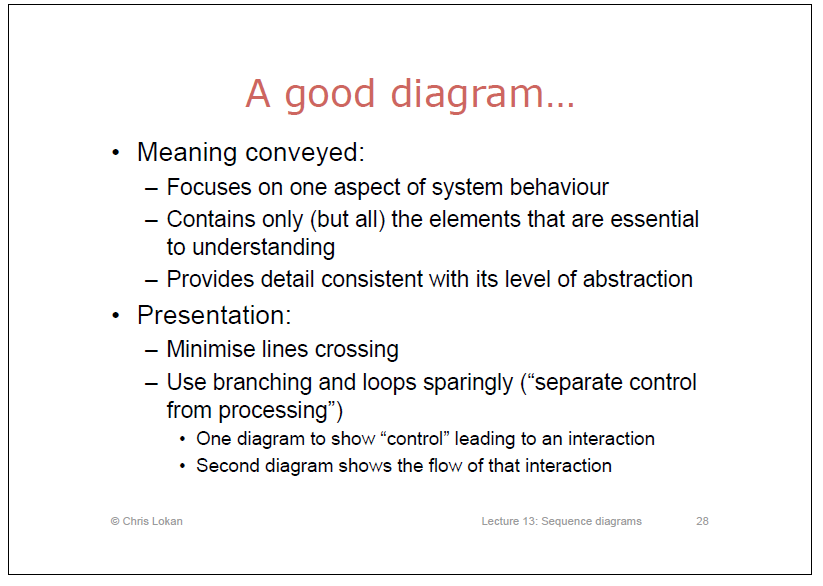 A good diagram...
• Meaning conveyed:
– Focuses on one aspect of system behaviour
– Contains only (but all) the elements that are essential
to understanding
– Provides detail consistent with its level of abstraction
• Presentation:
– Minimise lines crossing
– Use branching and loops sparingly (“separate control
from processing”)
• One diagram to show “control” leading to an interaction
• Second diagram shows the flow of that interaction
© Chris Lokan Lecture 13: Sequence diagrams 28